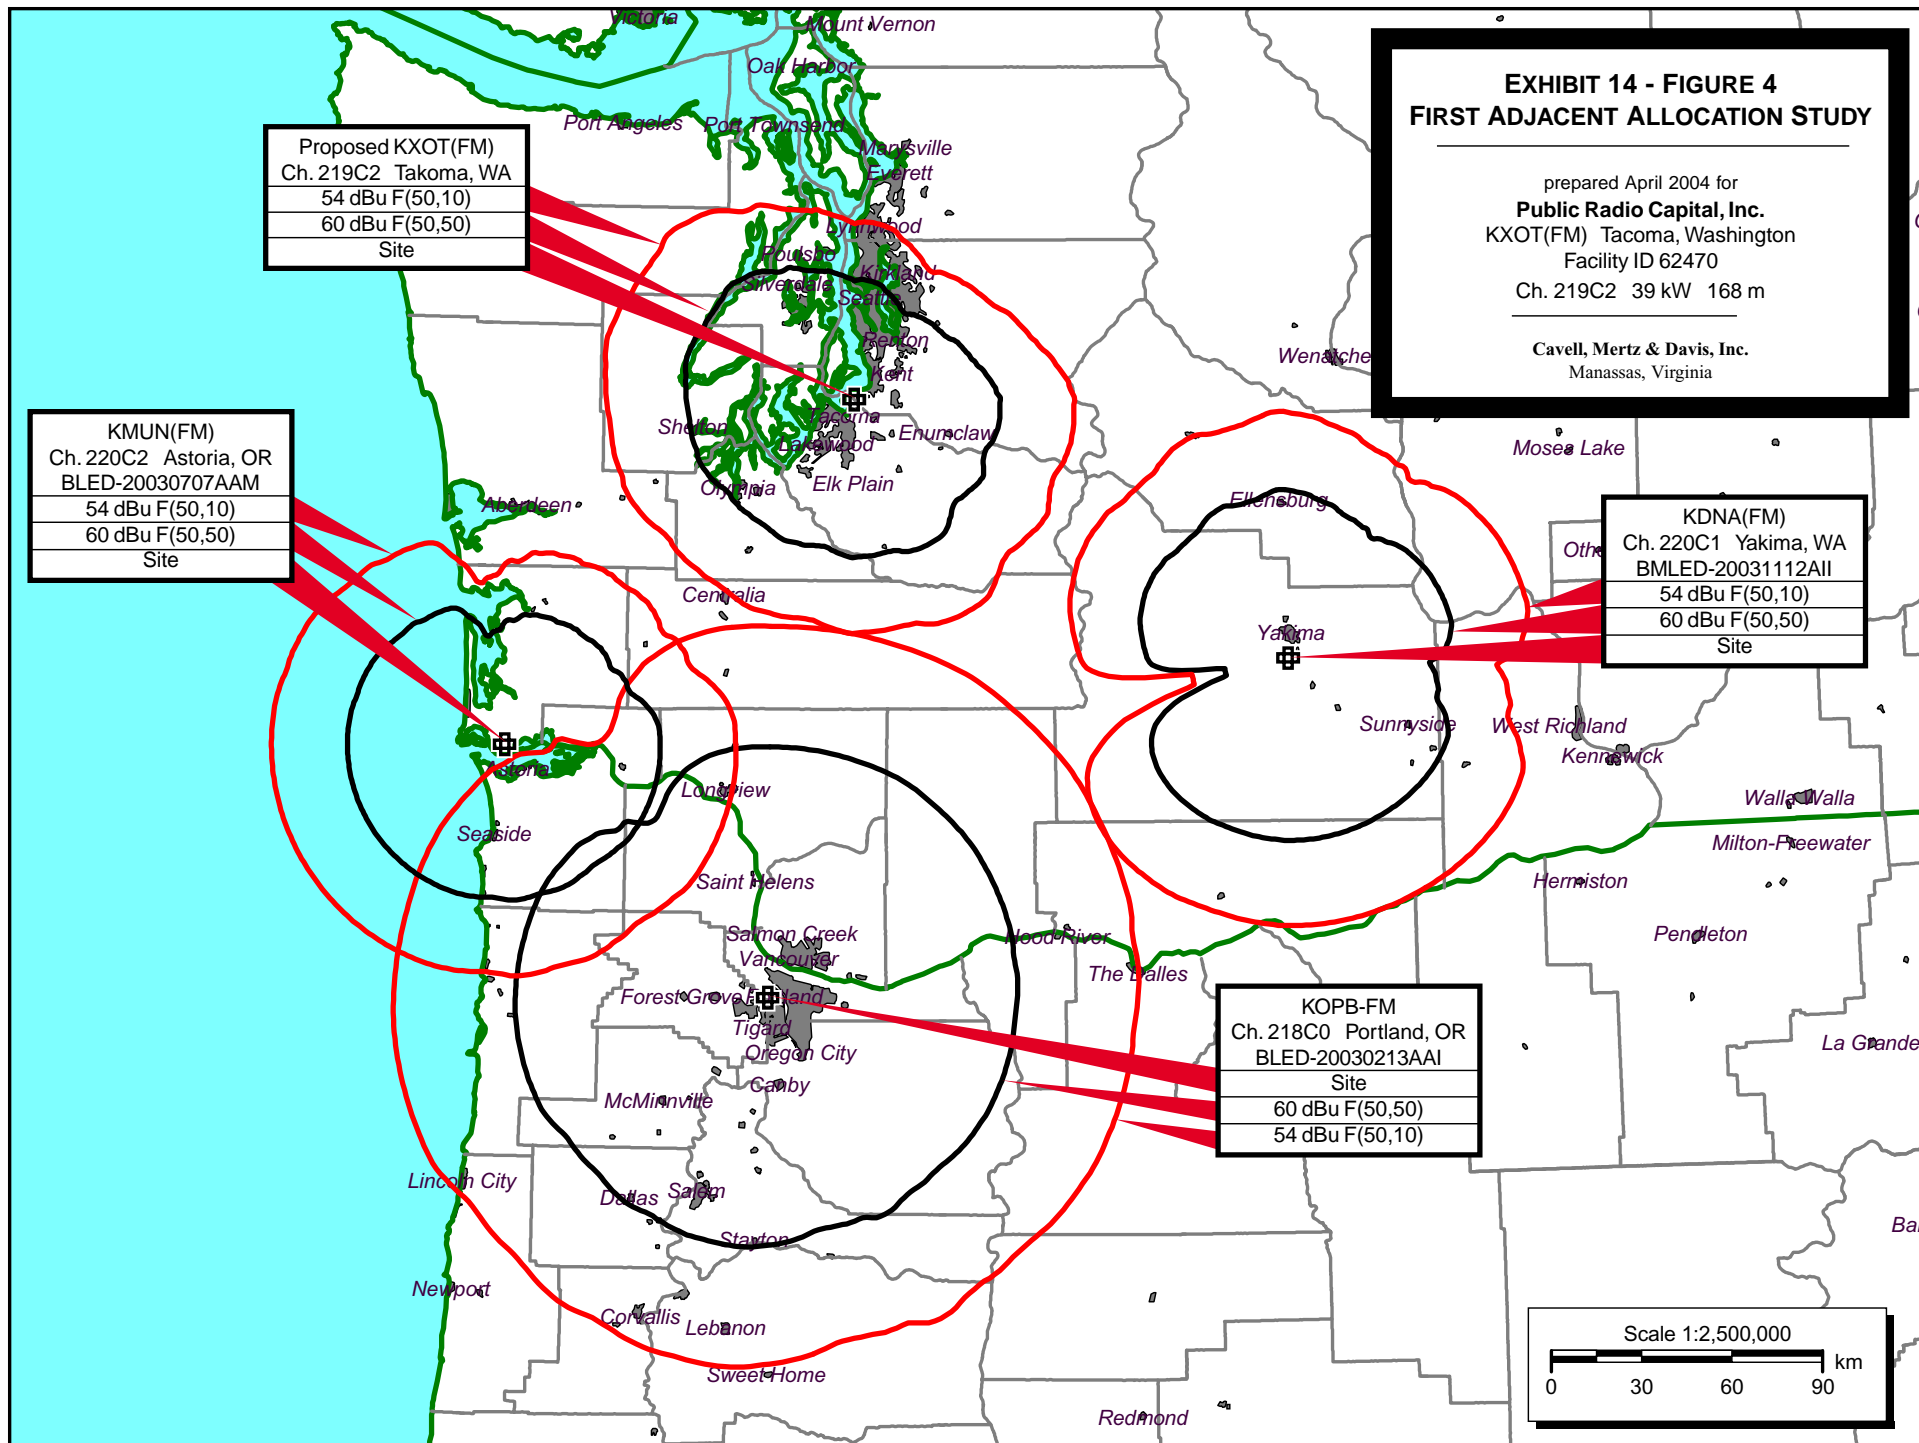 Victoria
Mount Vernon
Oak Harbor
Port Angeles
Port Townsend
Marysville
Everett
Lynnwood
Poulsbo
Kirkland
Silverdale
Seattle
Renton
Kent
Tacoma
Shelton
Lakewood
Enumclaw
Olympia
Elk Plain
Aberdeen
Centralia
Wenatche
Moses Lake
Ellensburg
Yakima
Sunnyside
West Richland
Kennewick
Walla Walla
Milton-Freewater
Hermiston
Pendleton
La Grande
Astoria
Longview
Seaside
Saint Helens
Salmon Creek
Vancouver
Hood River
The Dalles
Forest Grove
Tigard
Oregon City
Canby
McMinnville
Lincoln City
Dallas
Salem
Stayton
Newport
Corvallis
Lebanon
Sweet Home
Redmond
EXHIBIT 14 - FIGURE 4
FIRST ADJACENT ALLOCATION STUDY
prepared April 2004 for
Public Radio Capital, Inc.
KXOT(FM) Tacoma, Washington
Facility ID 62470
Ch. 219C2 39 kW 168 m
Cavell, Mertz & Davis, Inc.
Manassas, Virginia
Proposed KXOT(FM)
Ch. 219C2 Takoma, WA
54 dBu F(50,10)
60 dBu F(50,50)
Site
KMUN(FM)
Ch. 220C2 Astoria, OR
BLED-20030707AAM
54 dBu F(50,10)
60 dBu F(50,50)
Site
KDNA(FM)
Ch. 220C1 Yakima, WA
BMLED-20031112AII
54 dBu F(50,10)
60 dBu F(50,50)
Site
KOPB-FM
Ch. 218C0 Portland, OR
BLED-20030213AAI
Site
60 dBu F(50,50)
54 dBu F(50,10)
Scale 1:2,500,000
km
0 30 60 90